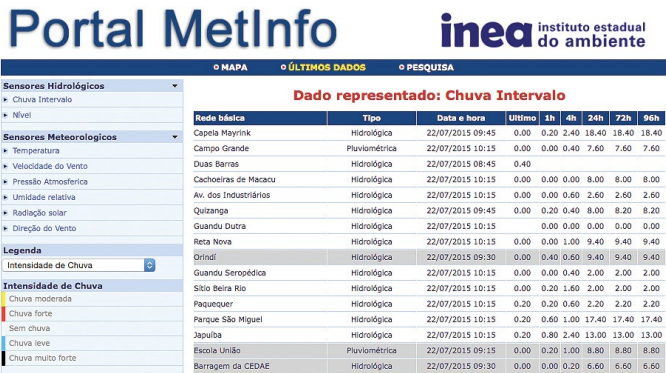 Portal MetInfo
inea instituto estadual do ambiente
MAPA ÚLTIMOS DADOS PESQUISA
Sensores Hidrológicos
Chuva Intervalo
Nível
Sensores Meteorologicos
Temperatura
Velocidade do Vento
Pressão Atmosferica
Umidade relativa
Radiação solar
Direção do Vento
Legenda
Intensidade de Chuva
Intensidade de Chuva
Chuva moderada
Chuva forte
Sem chuva
Chuva leve
Chuva muito forte
Dado representado: Chuva Intervalo
Rede básica Tipo Data e hora Ultimo 1h 4h 24h 72h 96h
Capela Mayrink Hidrológica 22/07/2015 09:45 0.00 0.20 2.40 18.40 18.40 18.40
Campo Grande Pluviométrica 22/07/2015 10:15 0.00 0.00 0.40 7.60 7.60 7.60
Duas Barras Hidrológica 22/07/2015 08:45 0.40
Cachoeiras de Macacu Hidrológica 22/07/2015 10:15 0.00 0.00 0.00 8.00 8.00 8.00
Av. dos Industriários Hidrológica 22/07/2015 10:15 0.00 0.00 0.60 2.60 2.60 2.60
Quizanga Hidrológica 22/07/2015 09:45 0.00 0.20 0.40 8.00 8.20 8.20
Guandu Dutra Hidrológica 22/07/2015 10:15 0.00 0.00 0.00 0.00 0.00
Reta Nova Hidrológica 22/07/2015 10:15 0.00 0.00 1.00 9.40 9.40 9.40
Orindí Hidrológica 22/07/2015 09:30 0.00 0.40 0.60 9.40 9.40 9.40
Guandu Seropédica Hidrológica 22/07/2015 10:15 0.00 0.00 0.40 2.00 2.00 2.00
Sítio Beira Rio Hidrológica 22/07/2015 10:15 0.00 0.20 1.60 2.00 2.00 2.00
Paquequer Hidrológica 22/07/2015 10:15 0.20 0.20 0.60 2.20 2.20 2.20
Parque São Miguel Hidrológica 22/07/2015 10:15 0.20 0.60 1.00 17.40 17.40 17.40
Japuíba Hidrológica 22/07/2015 10:15 0.20 0.80 2.40 13.00 13.00 13.00
Escola União Pluviométrica 22/07/2015 09:15 0.00 0.20 1.00 8.80 8.80 8.80
Barragem da CEDAE Hidrológica 22/07/2015 09:30 0.00 0.00 0.20 6.60 6.60 6.60